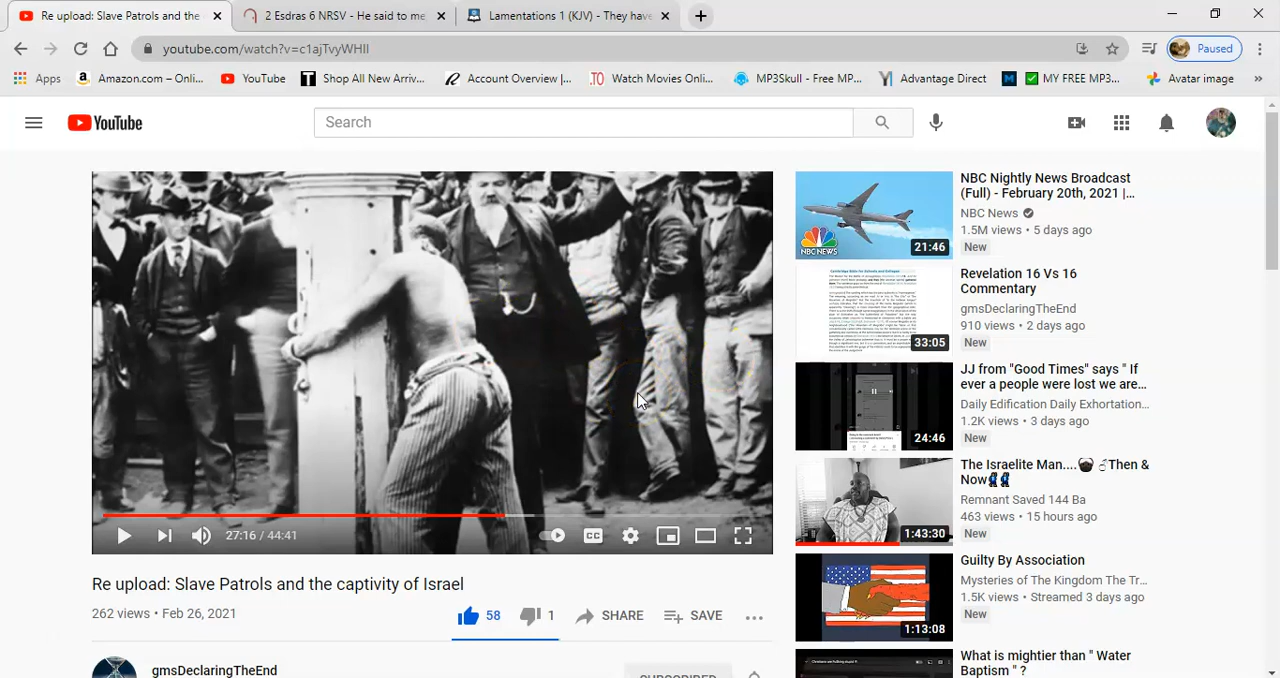 Re upload: Slave Patrols and the
2 Esdras 6 NRSV - He said to me
Lamentations 1 (KJV) - They have
youtube.com/watch?v=c1ajTvyWHlI
Paused
Apps
Amazon.com – Onli...
YouTube
Shop All New Arriv...
Account Overview |...
.TO Watch Movies Onli...
MP3Skull - Free MP...
Advantage Direct
MY FREE MP3...
Avatar image
»
YouTube
Search
NBC Nightly News Broadcast
(Full) - February 20th, 2021 |...
NBC News
1.5M views • 5 days ago
New
NBC NEWS
21:46
Revelation 16 Vs 16
Commentary
gmsDeclaringTheEnd
910 views • 2 days ago
New
33:05
JJ from "Good Times" says " If
ever a people were lost we are...
Daily Edification Daily Exhortation...
1.2K views • 3 days ago
New
24:46
The Israelite Man....Then &
Now
Remnant Saved 144 Ba
463 views • 15 hours ago
New
1:43:30
27:16 / 44:41
CC
Guilty By Association
Mysteries of The Kingdom The Tr...
1.5K views • Streamed 3 days ago
New
1:13:08
Re upload: Slave Patrols and the captivity of Israel
262 views • Feb 26, 2021
58
1
SHARE
SAVE
What is mightier than " Water
Baptism " ?
gmsDeclaringTheEnd
SUBSCRIBED